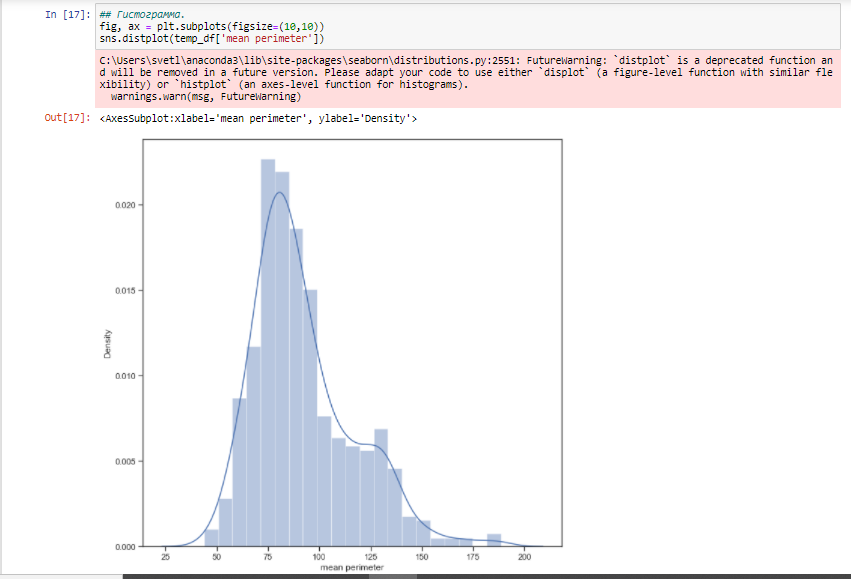 In [17]: ## Гистограмма.
fig, ax = plt.subplots(figsize=(10,10))
sns.distplot(temp_df['mean perimeter'])
C:\Users\svetl\anaconda3\lib\site-packages\seaborn\distributions.py:2551: FutureWarning: `distplot` is a deprecated function an
d will be removed in a future version. Please adapt your code to use either `displot` (a figure-level function with similar fle
xibility) or `histplot` (an axes-level function for histograms).
warnings.warn(msg, FutureWarning)
Out[17]: <AxesSubplot:xlabel='mean perimeter', ylabel='Density'>
0.020
0.015
Density
0.010
0.005
0.000
25 50 75 100 125 150 175 200
mean perimeter